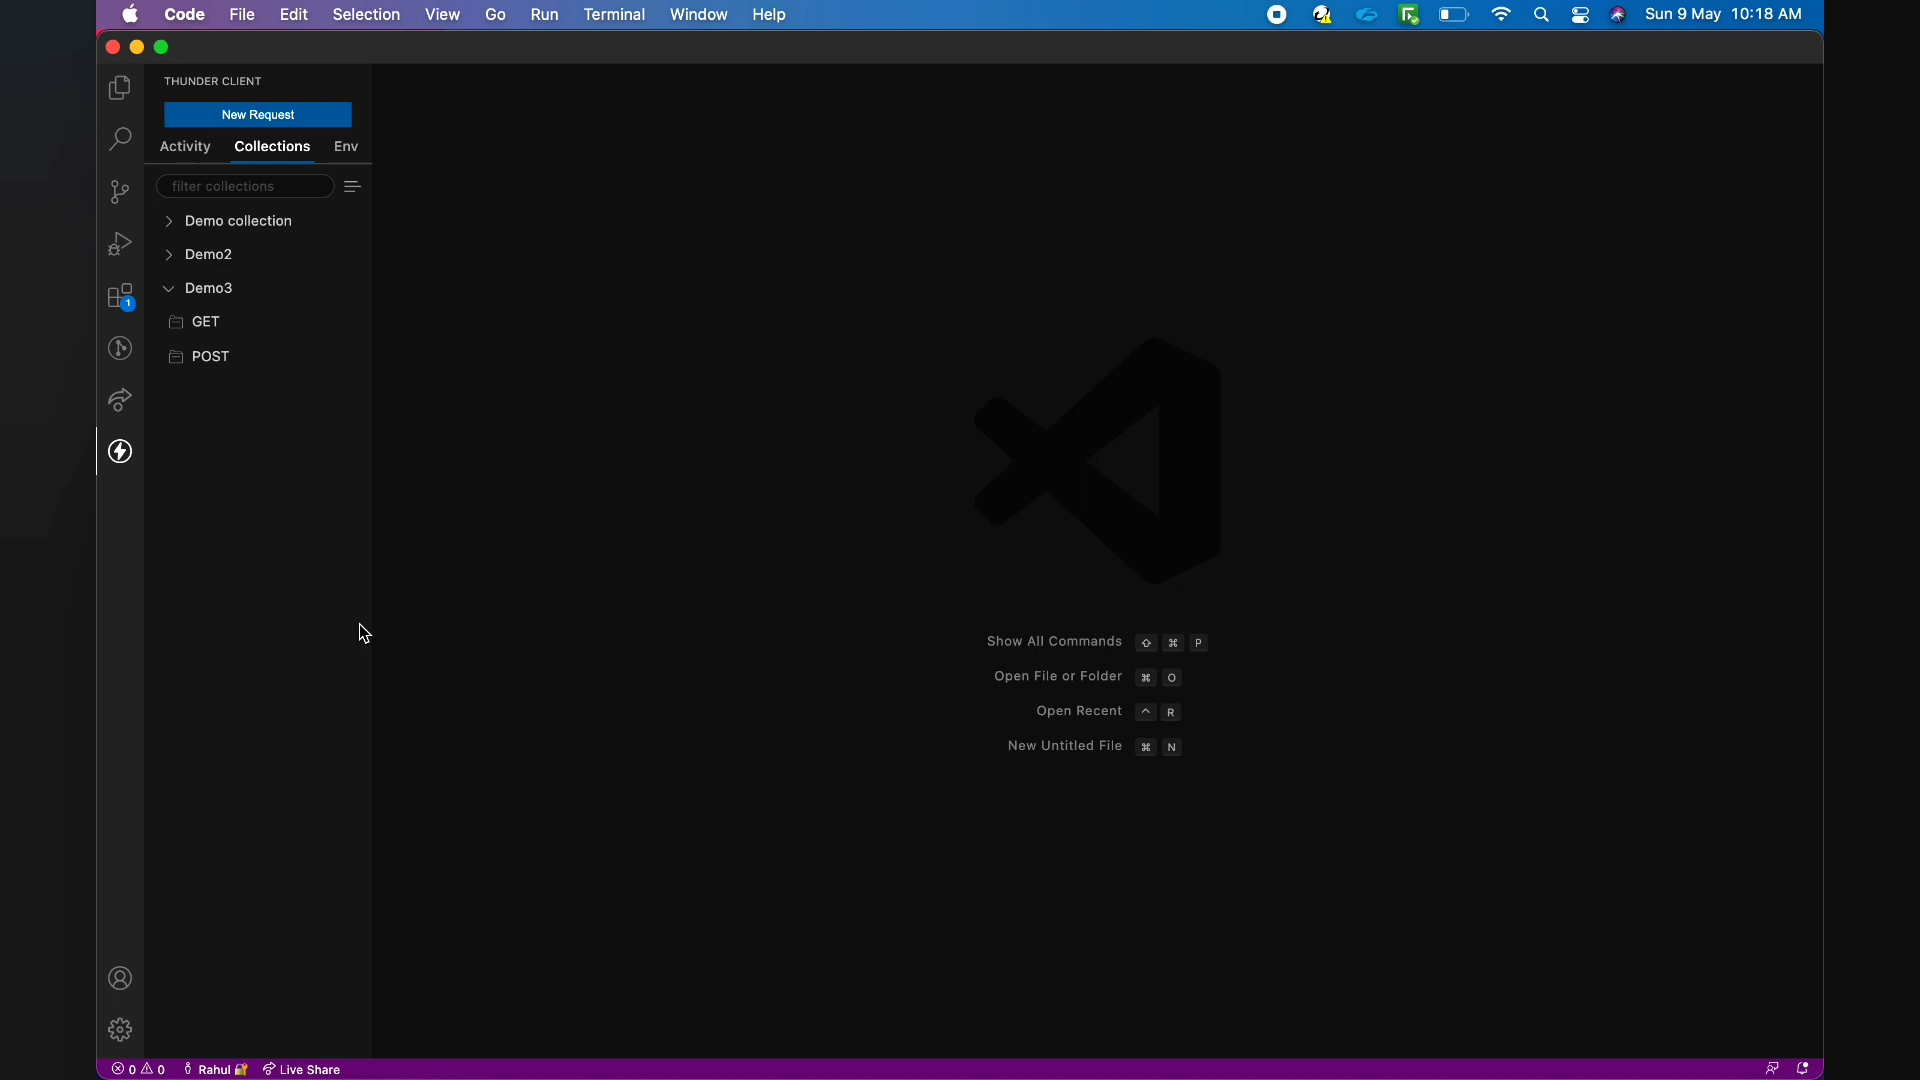 Code File Edit Selection View Go Run Terminal Window Help Sun 9 May 10:18 AM
THUNDER CLIENT
New Request
Activity Collections Env
filter collections
Demo collection
Demo2
Demo3
GET
POST
1
Show All Commands ⇧ ⌘ P
Open File or Folder ⌘ O
Open Recent ^ R
New Untitled File ⌘ N
0 0 Rahul Live Share